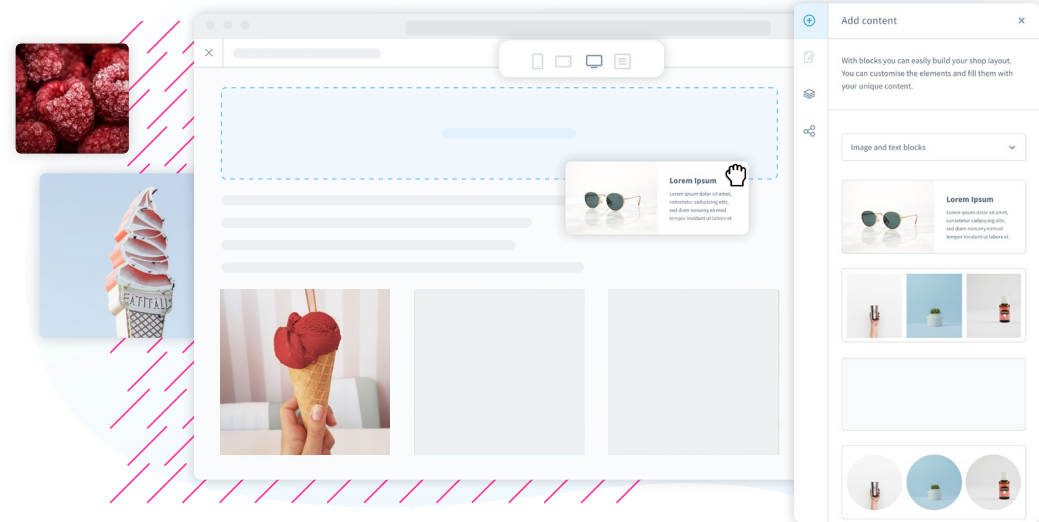 Add content
With blocks you can easily build your shop layout.
You can customise the elements and fill them with
your unique content.
Image and text blocks
Lorem Ipsum
Lorem ipsum dolor sit amet,
consetetur sadipscing elitr,
sed diam nonumy eirmod
tempor invidunt ut labore et
Lorem Ipsum
Lorem ipsum dolor sit amet,
consetetur sadipscing elitr,
sed diam nonumy eirmod
tempor invidunt ut labore et
EATITALL